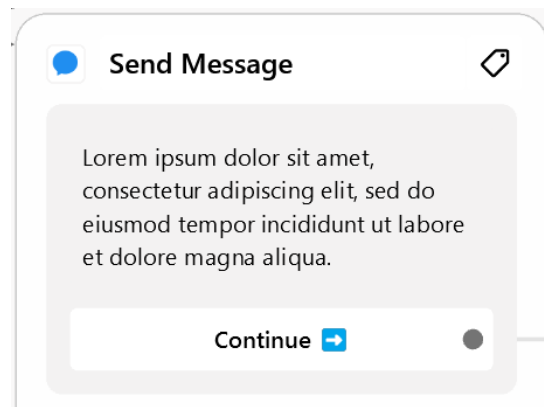 Send Message
Lorem ipsum dolor sit amet,
consectetur adipiscing elit, sed do
eiusmod tempor incididunt ut labore
et dolore magna aliqua.
Continue ➡️